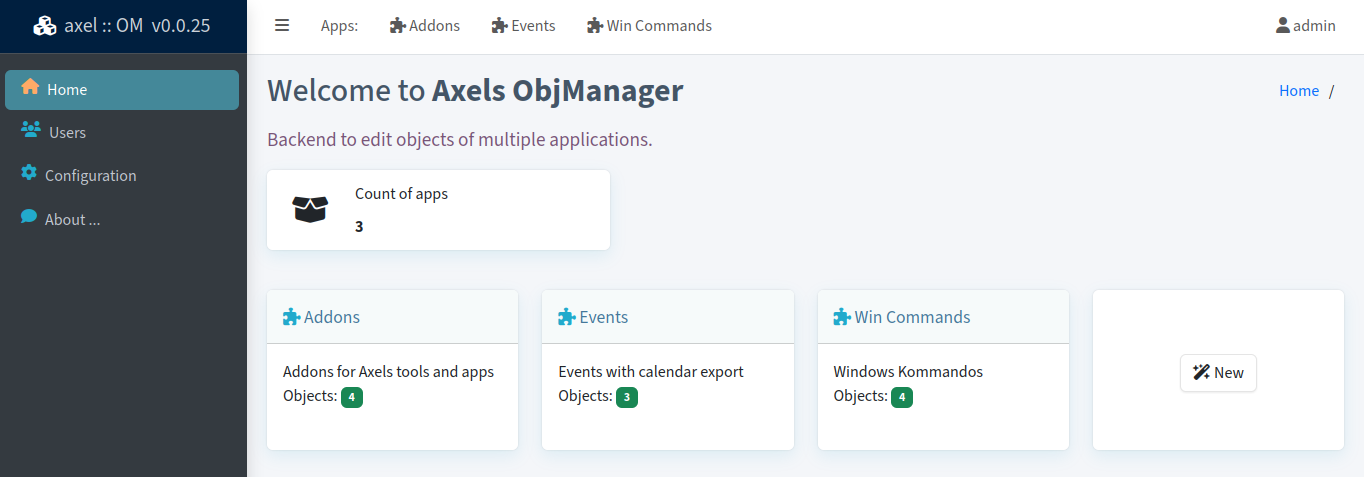 axel :: OM v0.0.25
Apps: Addons Events Win Commands admin
Home
Users
Configuration
About ...
Welcome to Axels ObjManager
Home /
Backend to edit objects of multiple applications.
Count of apps
3
Addons
Addons for Axels tools and apps
Objects: 4
Events
Events with calendar export
Objects: 3
Win Commands
Windows Kommandos
Objects: 4
New